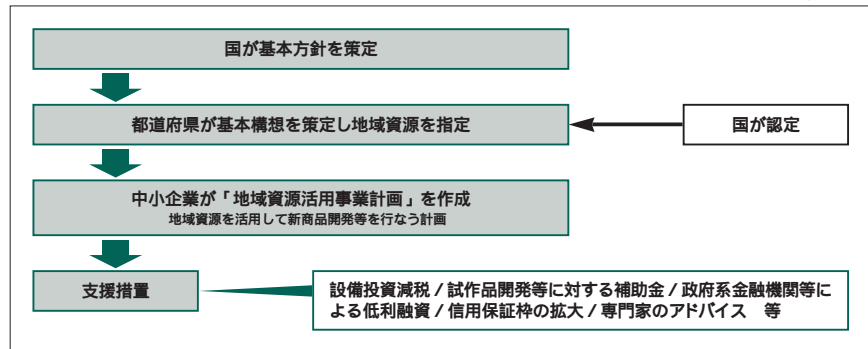 国が基本方針を策定
都道府県が基本構想を策定し地域資源を指定
国が認定
中小企業が「地域資源活用事業計画」を作成
地域資源を活用して新商品開発等を行なう計画
支援措置
設備投資減税 / 試作品開発等に対する補助金 / 政府系金融機関等に
よる低利融資 / 信用保証枠の拡大 / 専門家のアドバイス　等